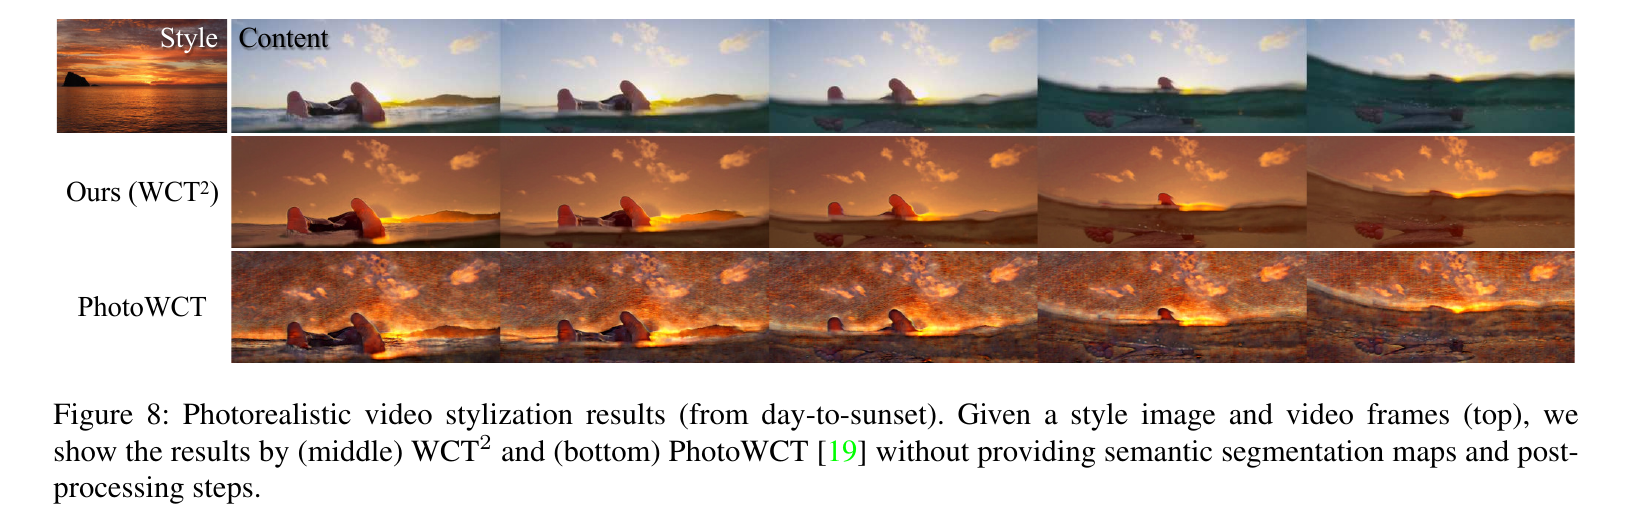 Style Content
Ours (WCT²)
PhotoWCT
Figure 8: Photorealistic video stylization results (from day-to-sunset). Given a style image and video frames (top), we
show the results by (middle) WCT² and (bottom) PhotoWCT [19] without providing semantic segmentation maps and post-
processing steps.